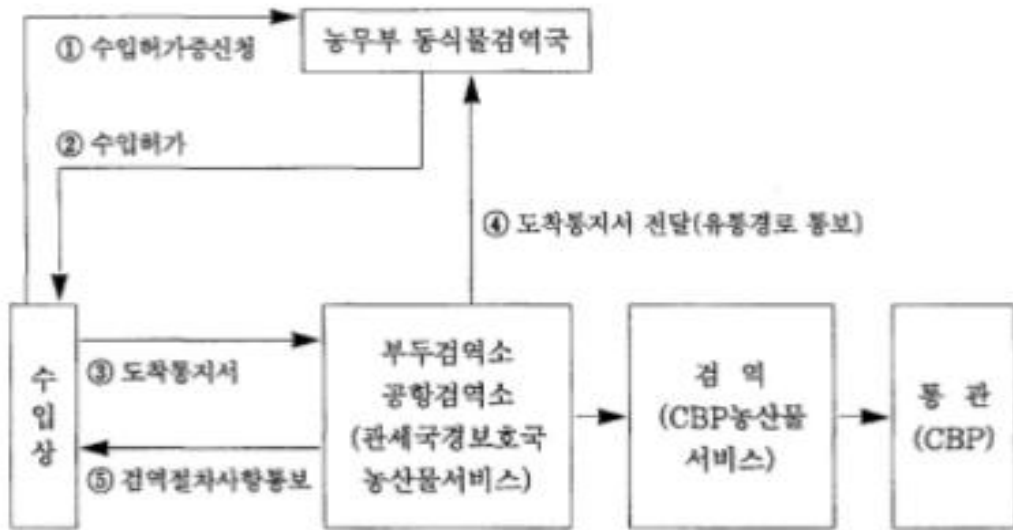 ① 수입허가증신청
농무부 동식물검역국
② 수입허가
④ 도착통지서 전달(유통경로 통보)
수
입
상
③ 도착통지서
⑤ 검역절차사항통보
부두검역소
공항검역소
(관세국경보호국
농산물서비스)
검 역
(CBP농산물
서비스)
통 관
(CBP)